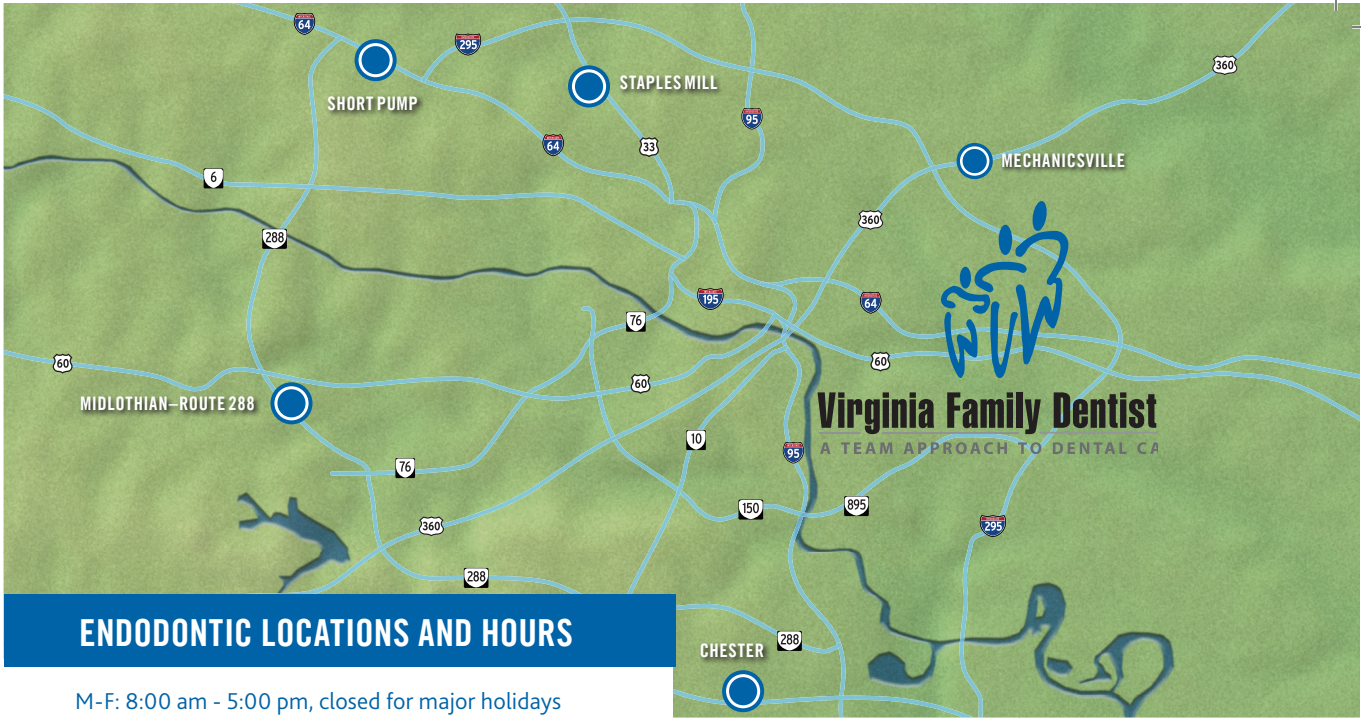 64
295
360
SHORT PUMP
STAPLES MILL
95
64
33
MECHANICSVILLE
6
360
288
195
64
76
60
60
60
MIDLOTHIAN–ROUTE 288
Virginia Family Dentist
A TEAM APPROACH TO DENTAL CA
10
95
76
150
895
360
295
288
ENDODONTIC LOCATIONS AND HOURS
288
CHESTER
M-F: 8:00 am - 5:00 pm, closed for major holidays